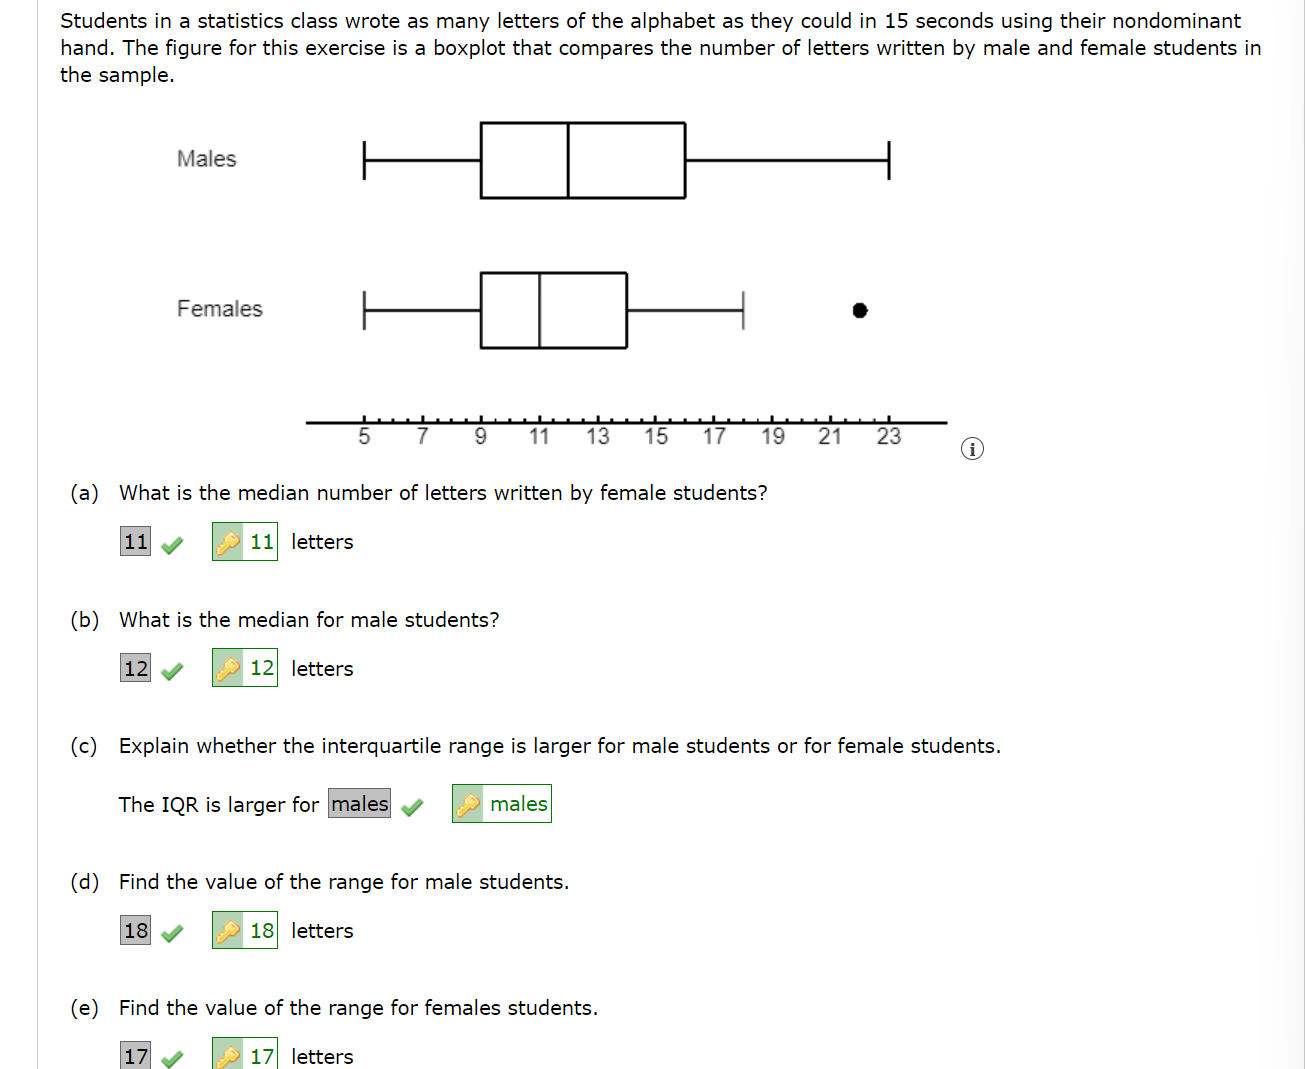 Students in a statistics class wrote as many letters of the alphabet as they could in 15 seconds using their nondominant
hand. The figure for this exercise is a boxplot that compares the number of letters written by male and female students in
the sample.
Males
Females
5 7 9 11 13 15 17 19 21 23
i
(a) What is the median number of letters written by female students?
11 11 letters
(b) What is the median for male students?
12 12 letters
(c) Explain whether the interquartile range is larger for male students or for female students.
The IQR is larger for males males
(d) Find the value of the range for male students.
18 18 letters
(e) Find the value of the range for females students.
17 17 letters